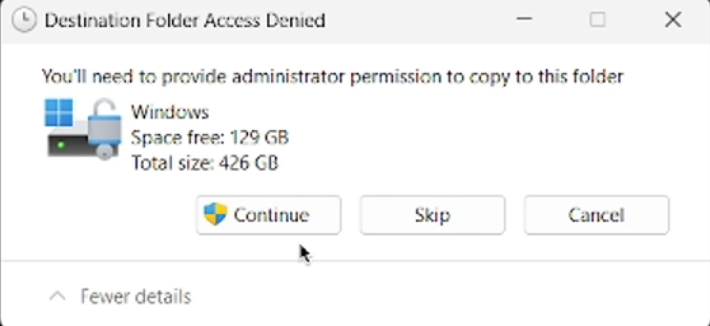 Destination Folder Access Denied
You'll need to provide administrator permission to copy to this folder
Windows
Space free: 129 GB
Total size: 426 GB
Continue
Skip
Cancel
Fewer details